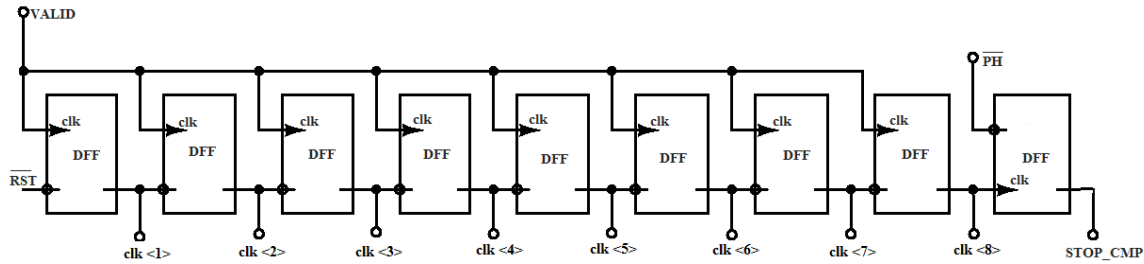 VALID
PH
clk clk clk clk clk clk clk clk
DFF DFF DFF DFF DFF DFF DFF DFF DFF
RST clk
clk <1> clk <2> clk <3> clk <4> clk <5> clk <6> clk <7> clk <8> STOP_CMP